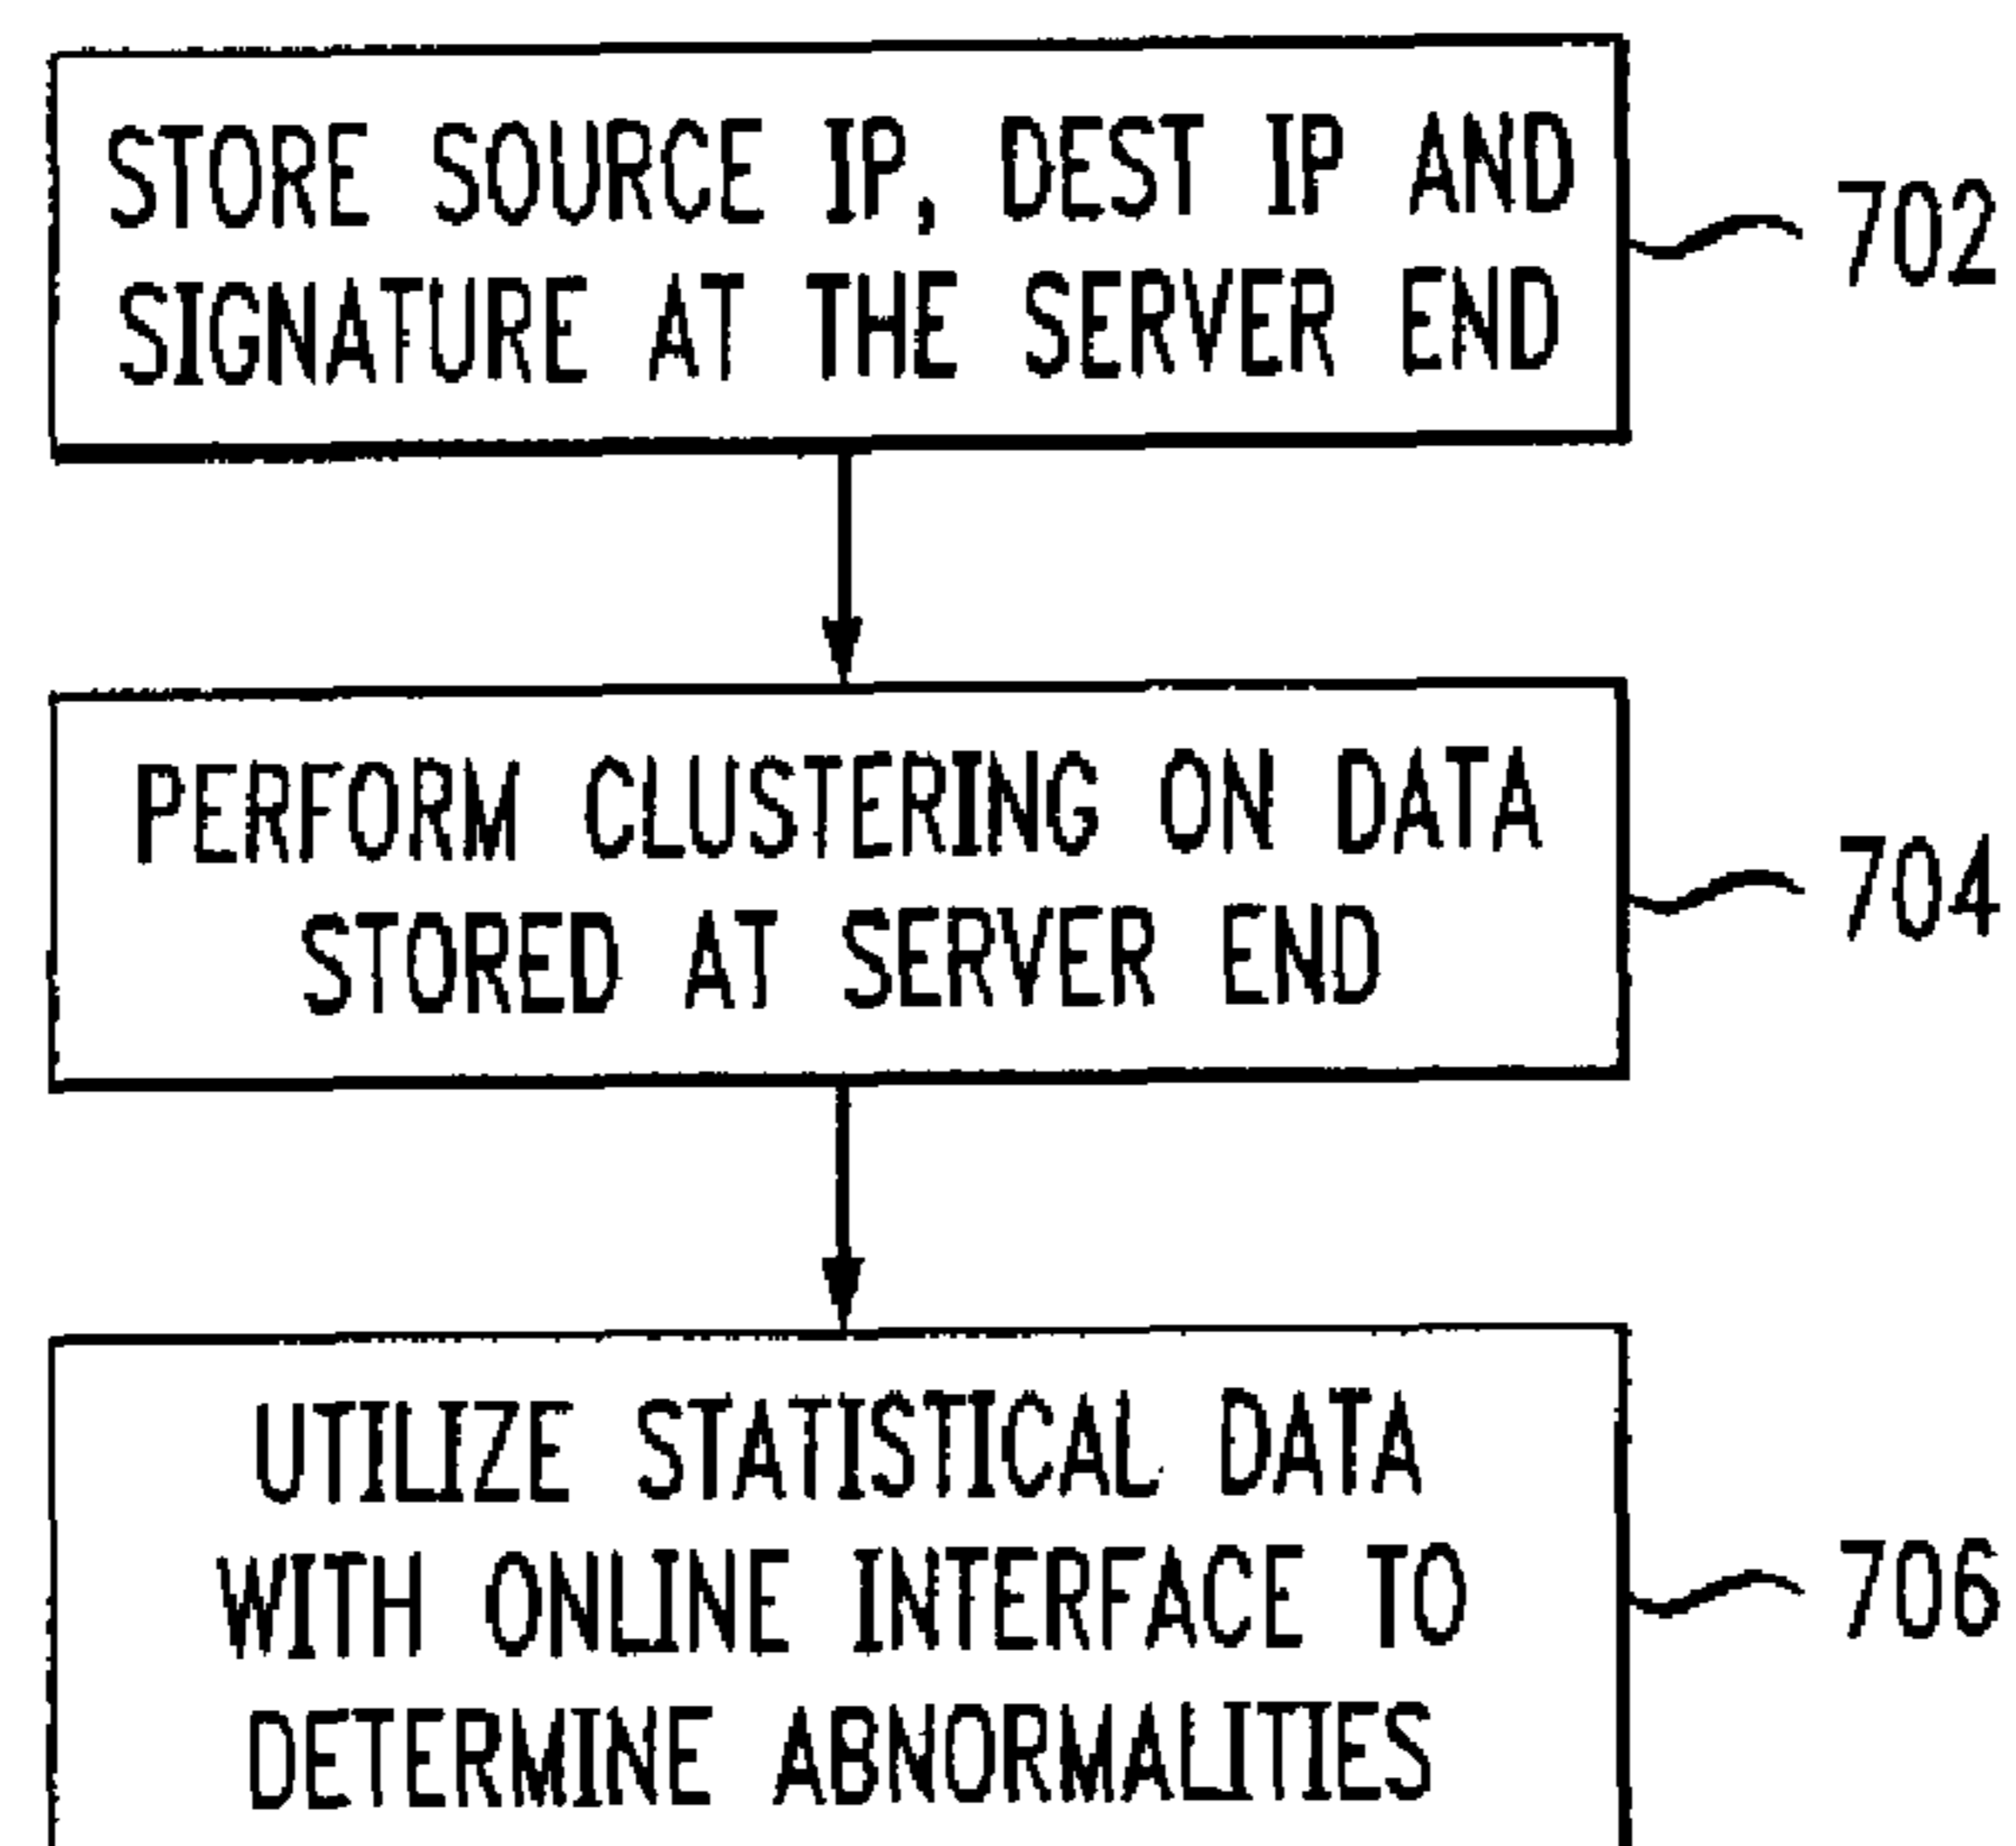 STORE SOURCE IP, DEST IP AND
SIGNATURE AT THE SERVER END
702
PERFORM CLUSTERING ON DATA
STORED AT SERVER END
704
UTILIZE STATISTICAL DATA
WITH ONLINE INTERFACE TO
DETERMINE ABNORMALITIES
706